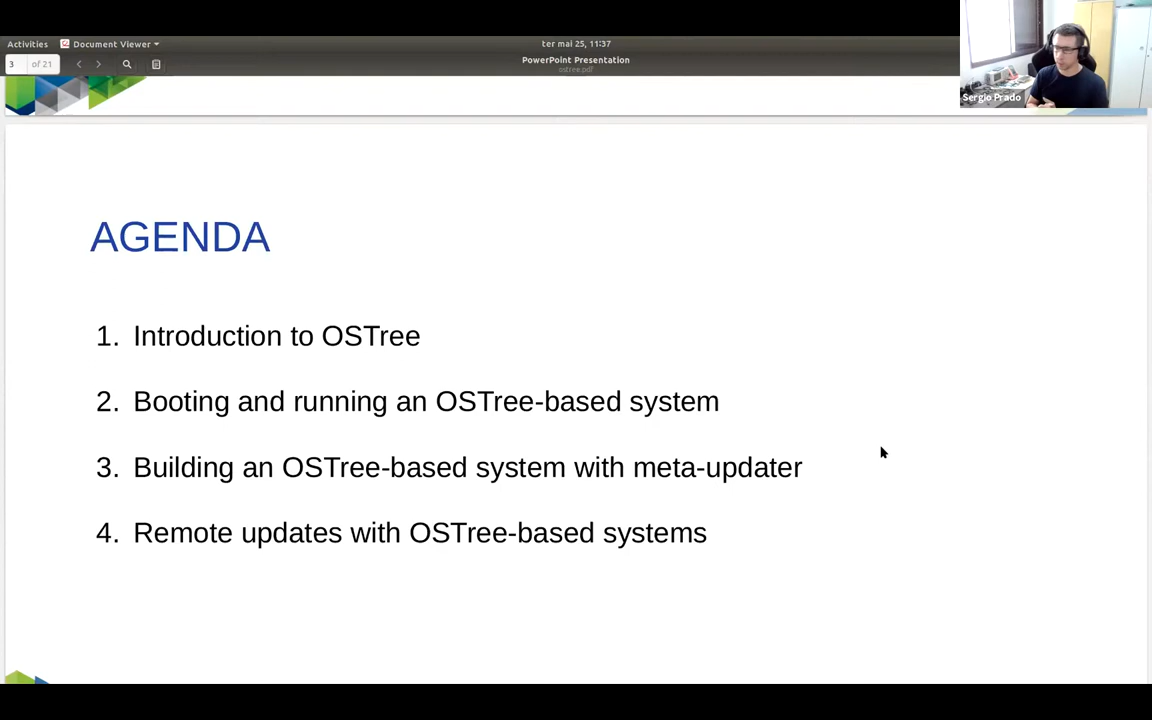 Activities
Document Viewer
ter mai 25, 11:37
3 of 21
PowerPoint Presentation
ostree.pdf
Sergio Prado
AGENDA
1. Introduction to OSTree
2. Booting and running an OSTree-based system
3. Building an OSTree-based system with meta-updater
4. Remote updates with OSTree-based systems